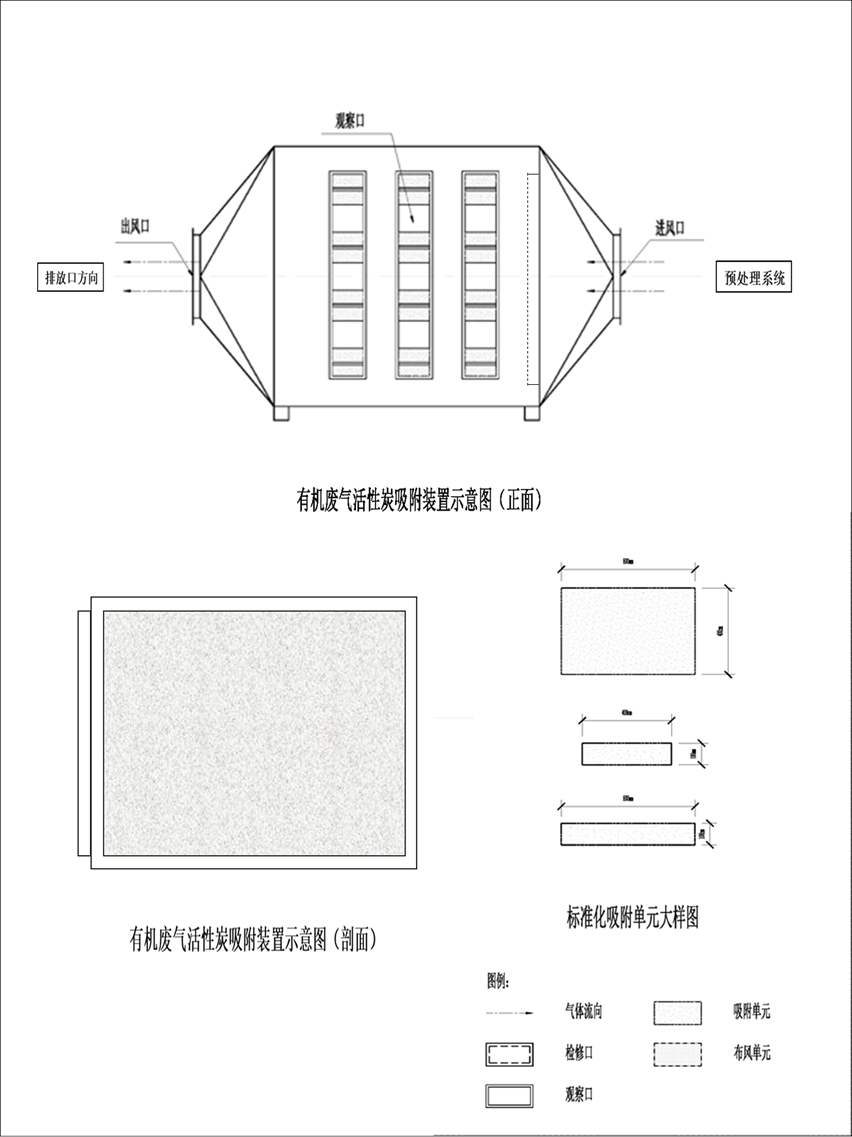 观察口
出风口
进风口
排放口方向
预处理系统
有机废气活性炭吸附装置示意图（正面）
有机废气活性炭吸附装置示意图（剖面）
标准化吸附单元大样图
图例：
气体流向
吸附单元
检修口
布风单元
观察口